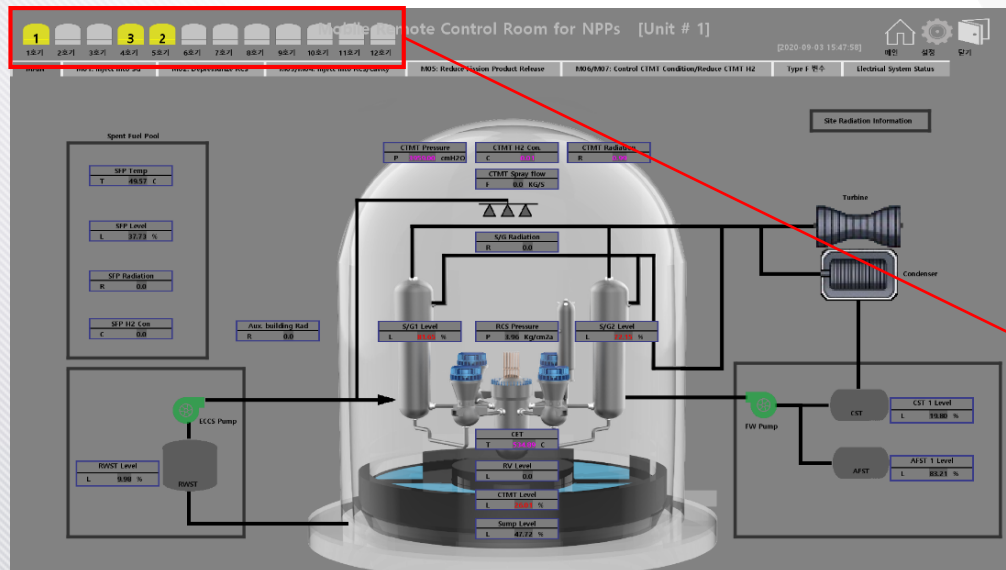 Mobile Remote Control Room for NPPs [Unit # 1]
1 3 2
1호기 2호기 3호기 4호기 5호기 6호기 7호기 8호기 9호기 10호기 11호기 12호기
[2020-09-03 15:47:58]
메인 설정 닫기
M05: Reduce Fission Product Release
M06/M07: Control CTMT Condition/Reduce CTMT H2
Type F 변수
Electrical System Status
Site Radiation Information
Spent Fuel Pool
SFP Temp
T 49.57 C
SFP Level
L 37.73 %
SFP Radiation
R 0.0
SFP H2 Con
C 0.0
Aux. building Rad
R 0.0
CTMT Pressure
P cmH2O
CTMT H2 Con.
C
CTMT Radiation
R
CTMT Spray flow
F 0.0 KG/S
S/G Radiation
R 0.0
S/G1 Level
L %
RCS Pressure
P 3.96 Kg/cm2a
S/G2 Level
L %
Turbine
Condenser
LCCS Pump
RWST Level
L 9.99 %
RWST
CET
T C
RV Level
L 0.0
CTMT Level
L %
Sump Level
L 47.72 %
FW Pump
CST
CST 1 Level
L %
AFST
AFST 1 Level
L 83.21 %